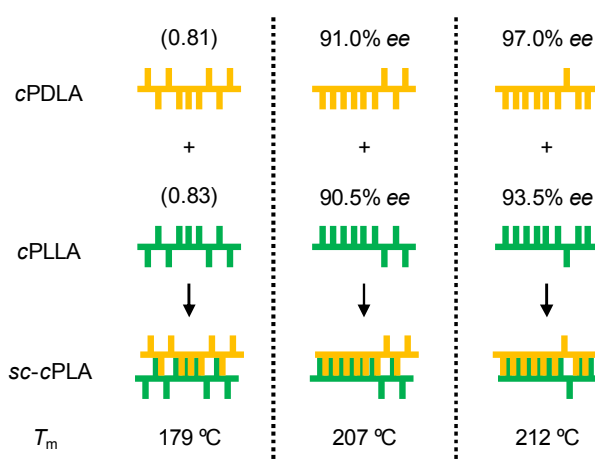 (0.81) 91.0% ee 97.0% ee
cPDLA
+ + +
(0.83) 90.5% ee 93.5% ee
cPLLA
sc-cPLA
Tm 179 ºC 207 ºC 212 ºC